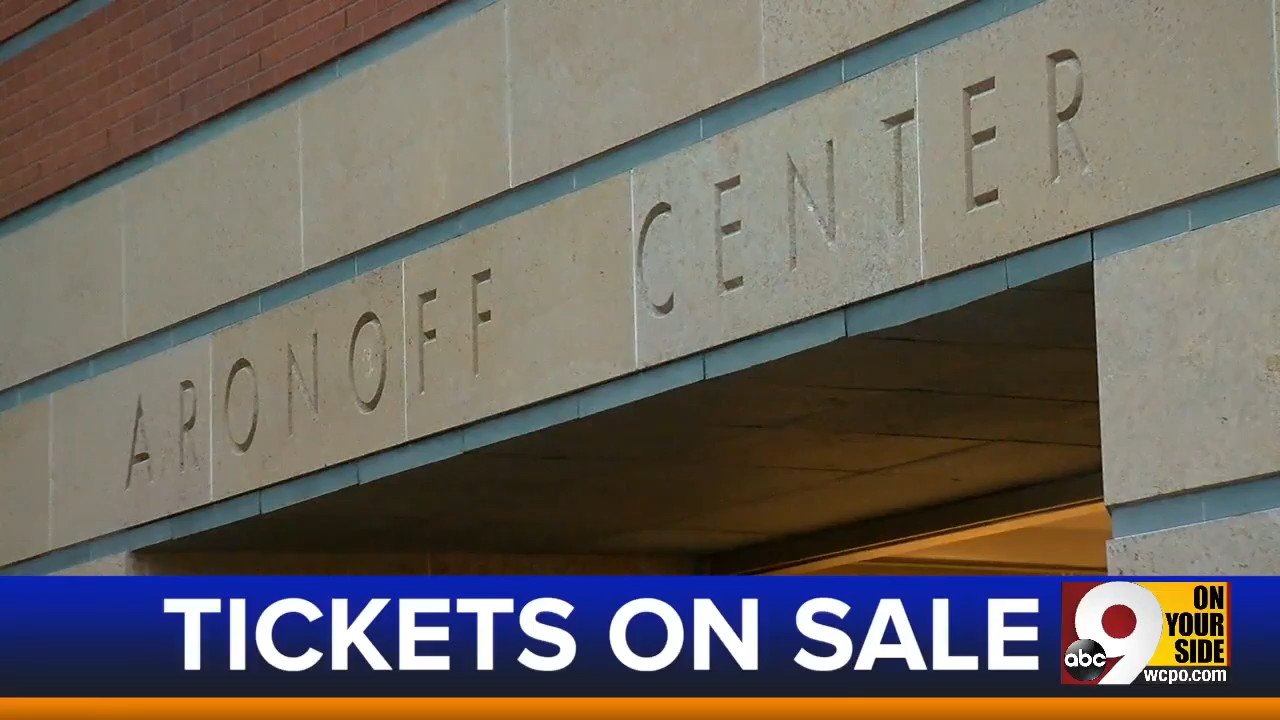 ARONOFF CENTER
TICKETS ON SALE
abc 9
ON
YOUR
SIDE
wcpo.com